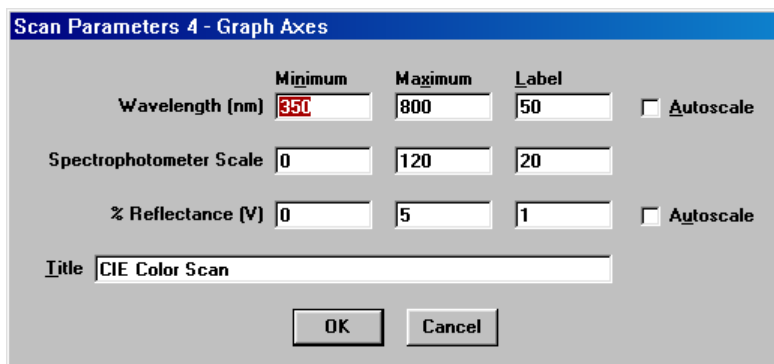 Scan Parameters 4 - Graph Axes
Minimum Maximum Label
Wavelength (nm) 350 800 50 Autoscale
Spectrophotometer Scale 0 120 20
% Reflectance (V) 0 5 1 Autoscale
Title CIE Color Scan
OK Cancel